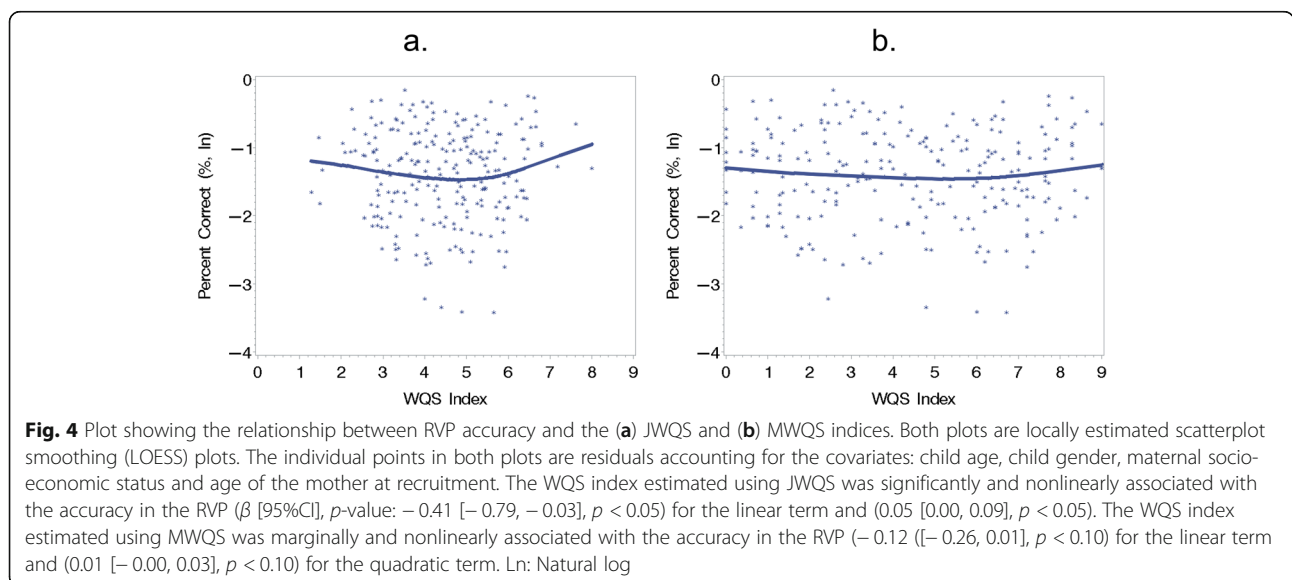 a.
b.
0
−1
−2
−3
−4
Percent Correct (%, ln)
0 1 2 3 4 5 6 7 8 9
WQS Index
0
−1
−2
−3
−4
Percent Correct (%, ln)
0 1 2 3 4 5 6 7 8 9
WQS Index
Fig. 4 Plot showing the relationship between RVP accuracy and the (a) JWQS and (b) MWQS indices. Both plots are locally estimated scatterplot
smoothing (LOESS) plots. The individual points in both plots are residuals accounting for the covariates: child age, child gender, maternal socio-
economic status and age of the mother at recruitment. The WQS index estimated using JWQS was significantly and nonlinearly associated with
the accuracy in the RVP (β [95%CI], p-value: − 0.41 [− 0.79, − 0.03], p < 0.05) for the linear term and (0.05 [0.00, 0.09], p < 0.05). The WQS index
estimated using MWQS was marginally and nonlinearly associated with the accuracy in the RVP (− 0.12 ([− 0.26, 0.01], p < 0.10) for the linear term
and (0.01 [− 0.00, 0.03], p < 0.10) for the quadratic term. Ln: Natural log